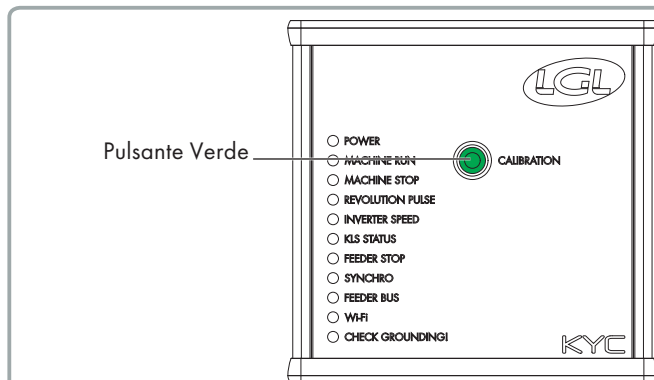 LGL
Pulsante Verde
POWER
MACHINE RUN
CALIBRATION
MACHINE STOP
REVOLUTION PULSE
INVERTER SPEED
KLS STATUS
FEEDER STOP
SYNCHRO
FEEDER BUS
Wi-Fi
CHECK GROUNDING!
KYC